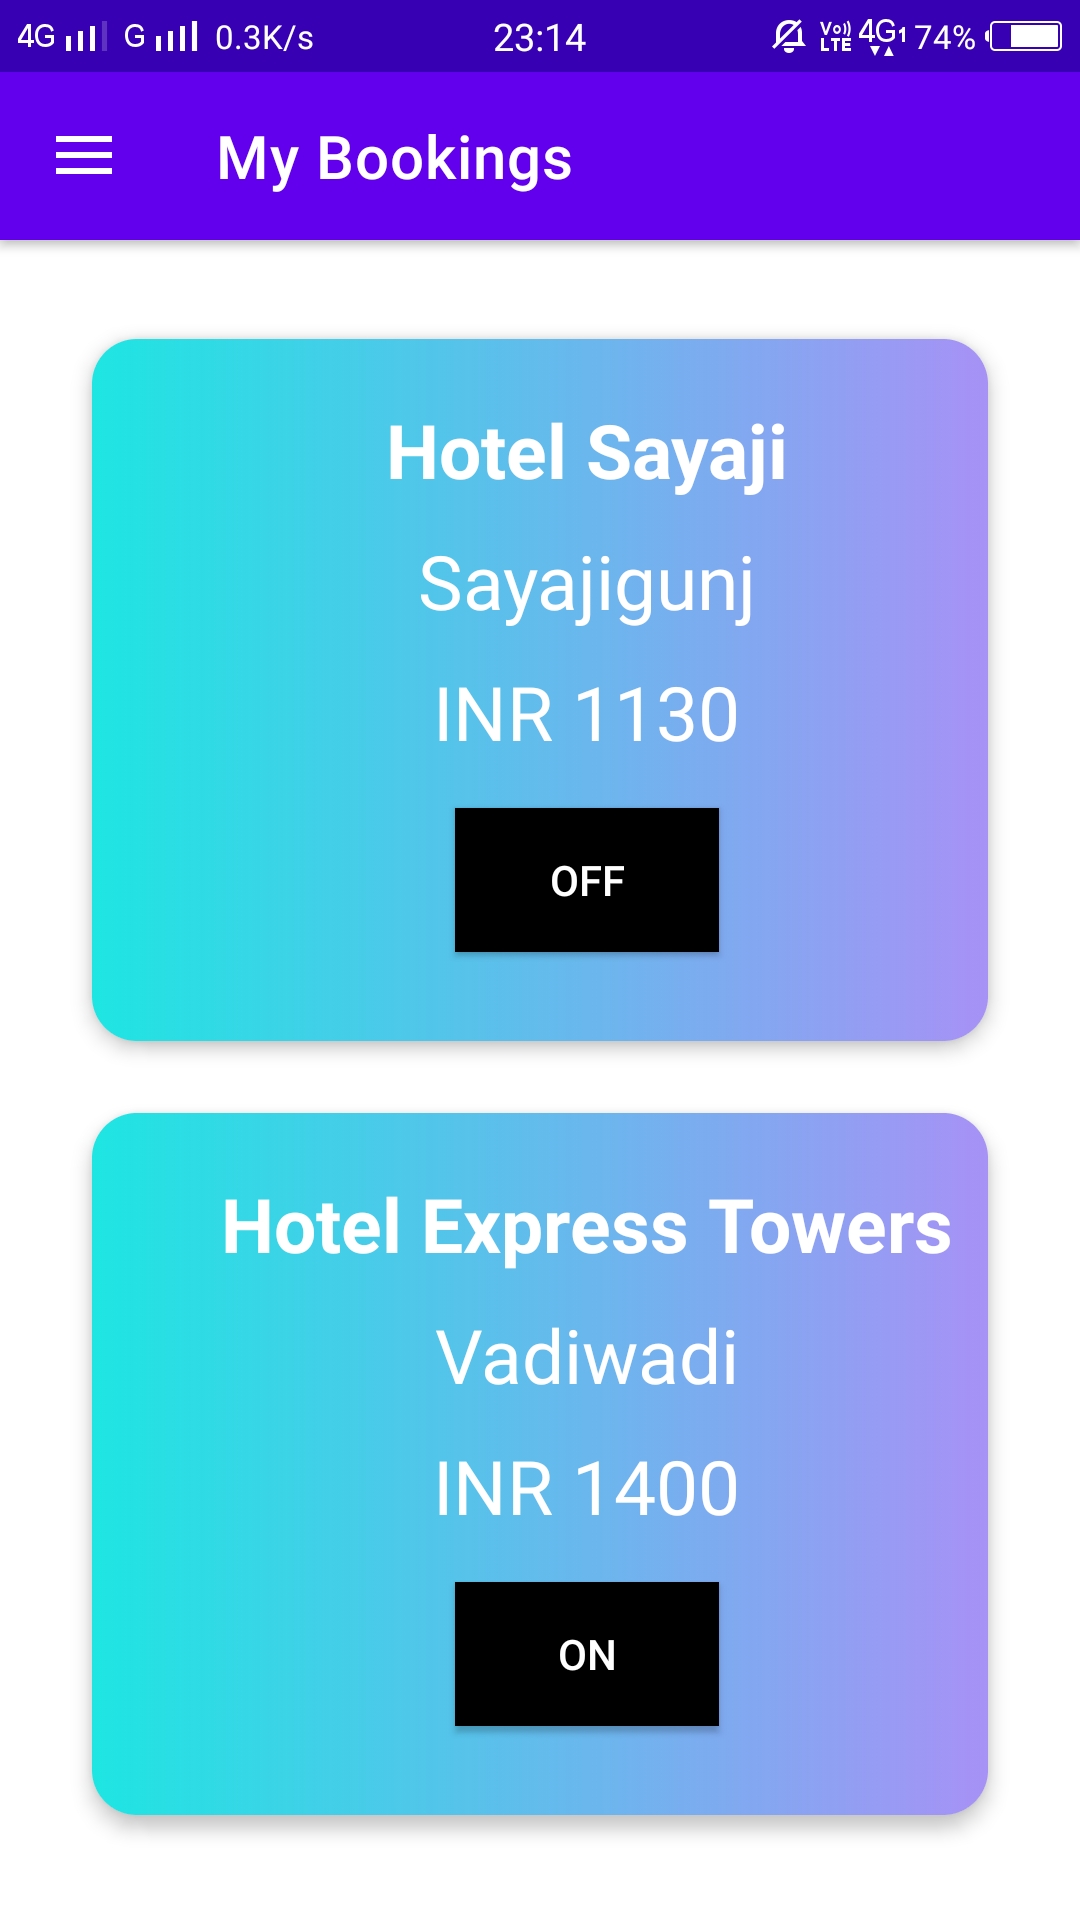 4G G 0.3K/s 23:14 Vo)) LTE 4G1 74%
My Bookings
Hotel Sayaji
Sayajigunj
INR 1130
OFF
Hotel Express Towers
Vadiwadi
INR 1400
ON